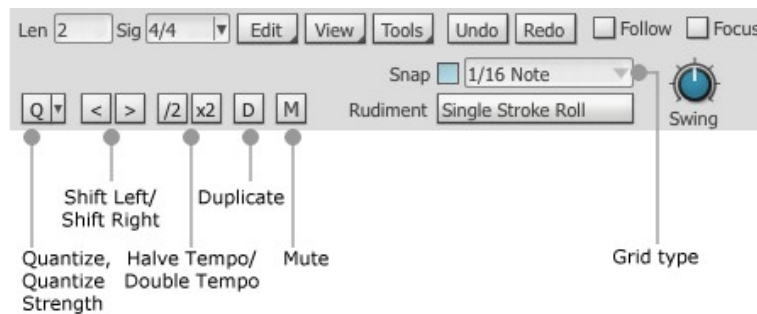 Len 2 Sig 4/4 Edit View Tools Undo Redo Follow Focus
Snap 1/16 Note
Q < > /2 x2 D M Rudiment Single Stroke Roll Swing
Shift Left/
Shift Right
Duplicate
Quantize,
Quantize
Strength
Halve Tempo/
Double Tempo
Mute
Grid type